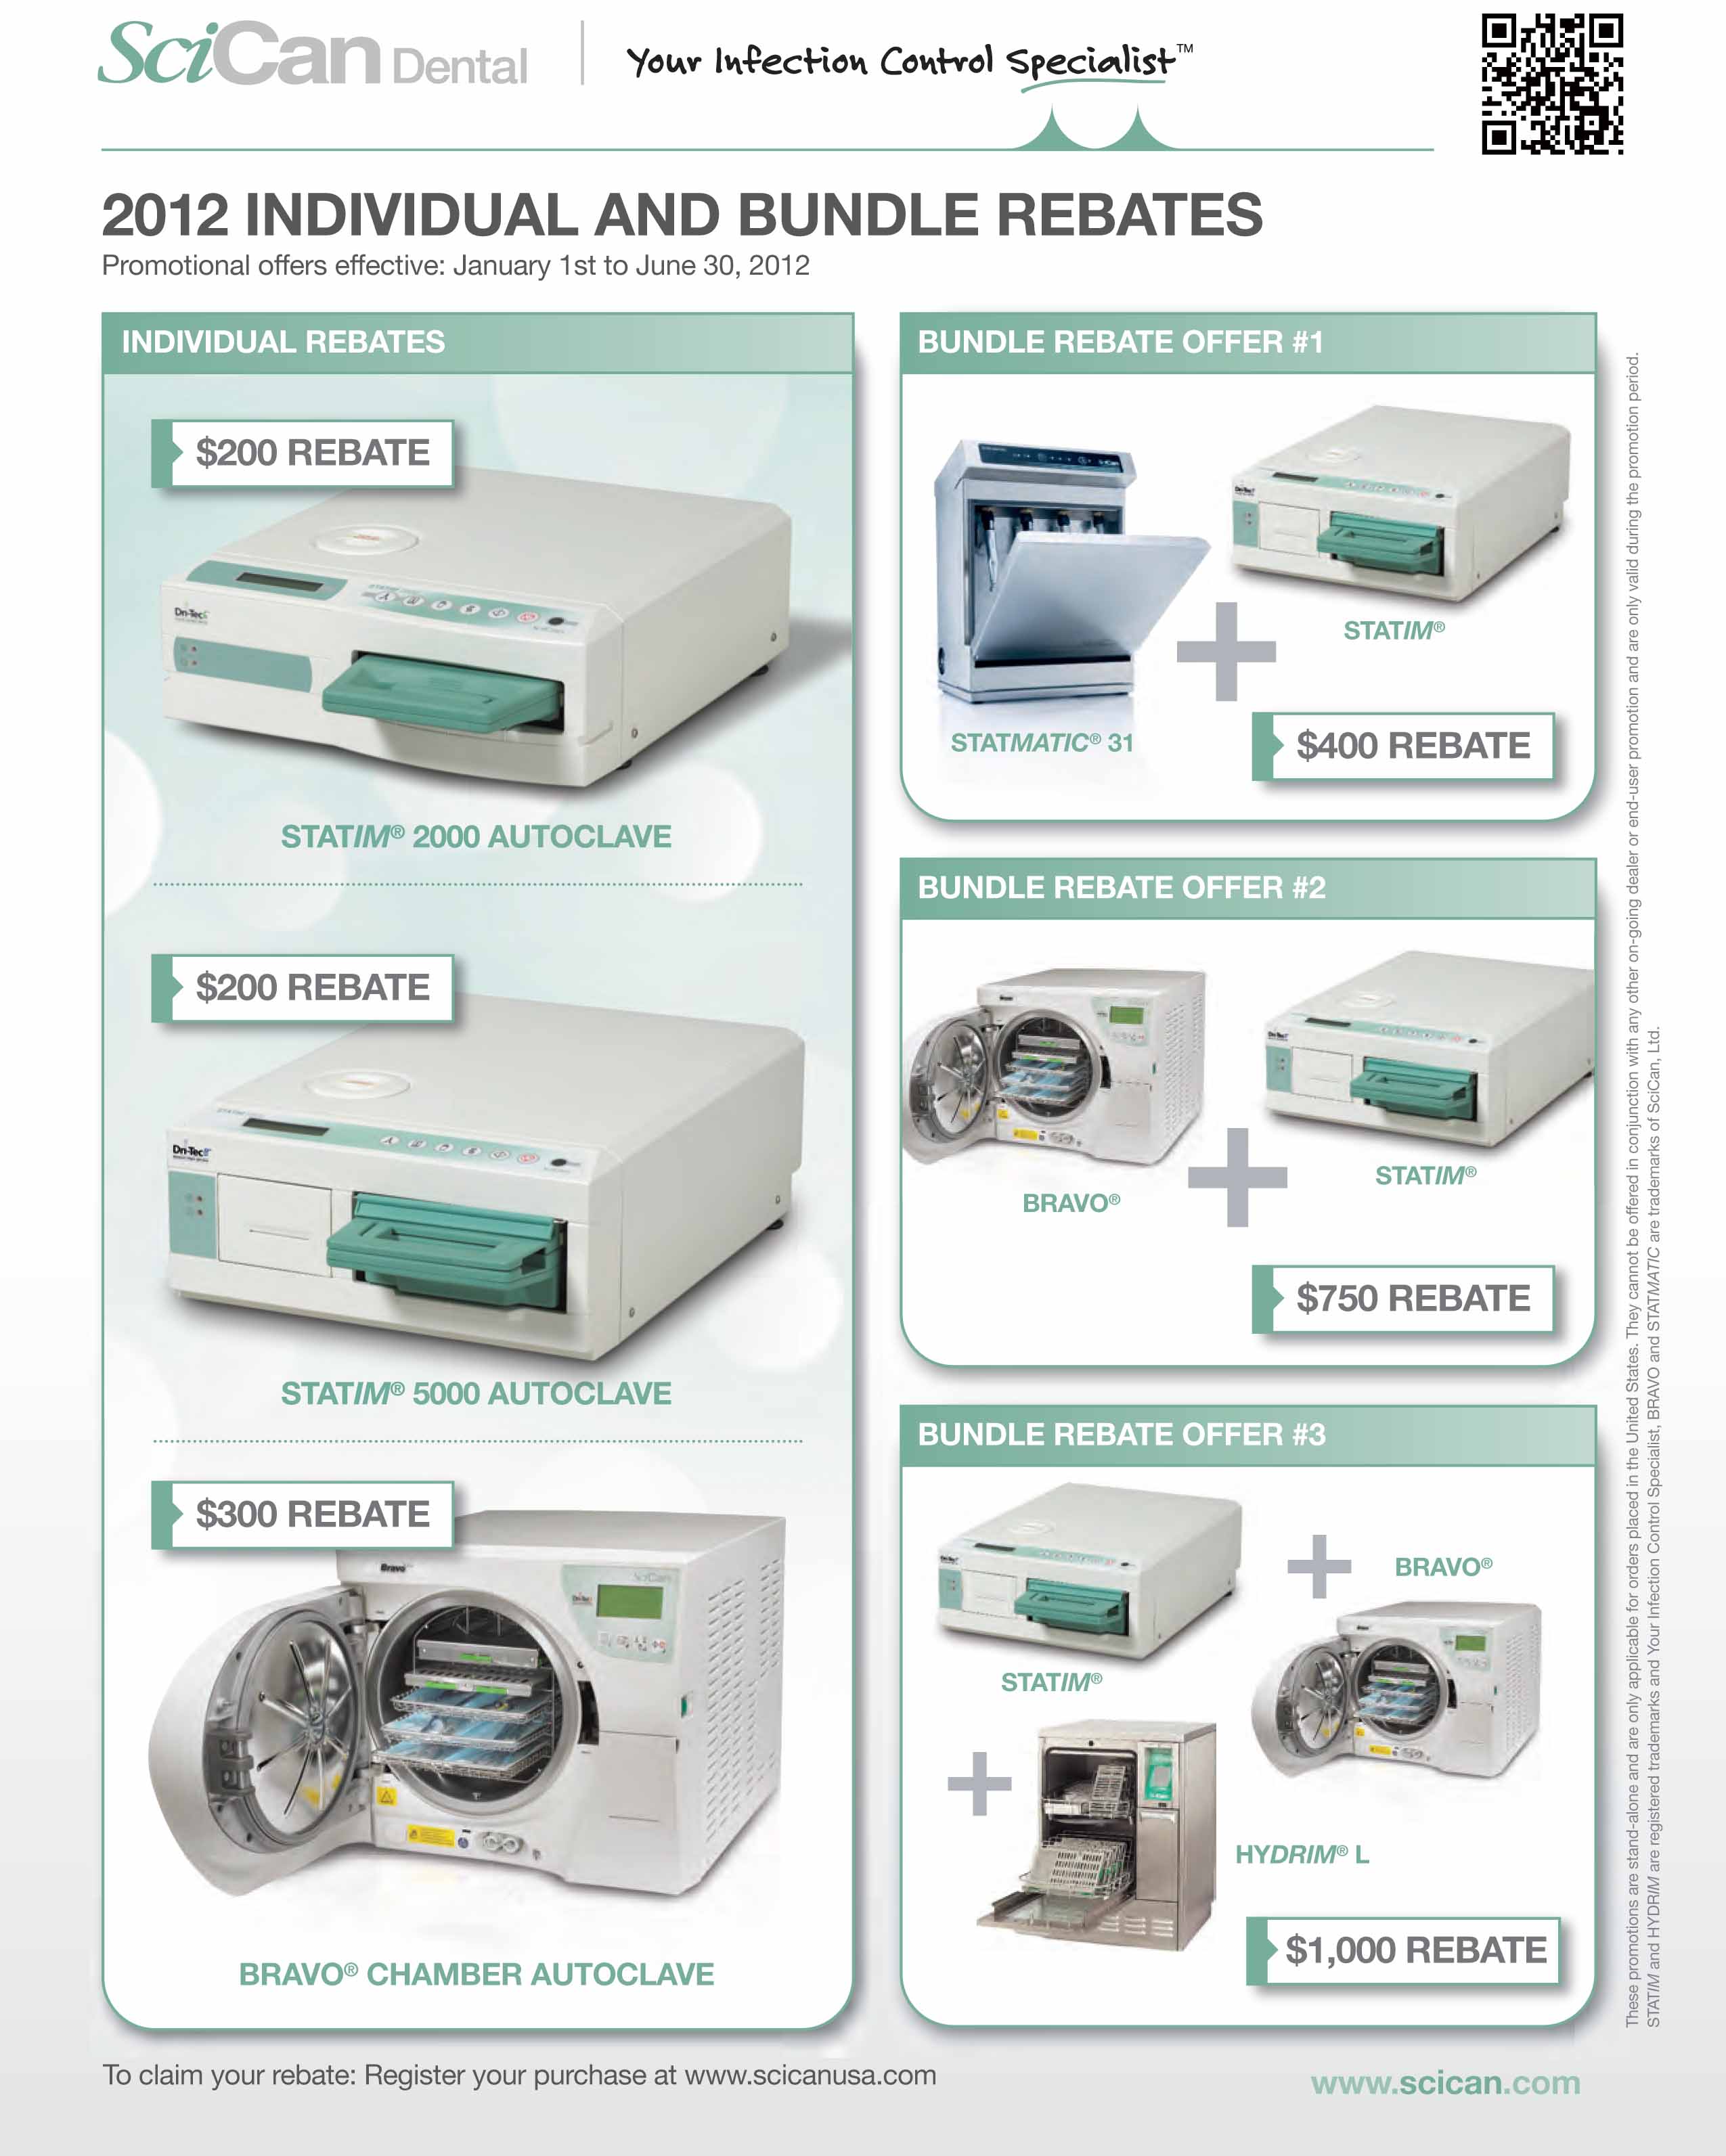 SciCan Dental
Your Infection Control Specialist™
2012 INDIVIDUAL AND BUNDLE REBATES
Promotional offers effective: January 1st to June 30, 2012
INDIVIDUAL REBATES
$200 REBATE
Dri-Tec
STATIM® 2000 AUTOCLAVE
$200 REBATE
STATIM
Dri-Tec
STATIM® 5000 AUTOCLAVE
$300 REBATE
Bravo
SciCan
BRAVO® CHAMBER AUTOCLAVE
BUNDLE REBATE OFFER #1
STATIM®
STATMATIC® 31
$400 REBATE
BUNDLE REBATE OFFER #2
STATIM®
BRAVO®
$750 REBATE
BUNDLE REBATE OFFER #3
BRAVO®
STATIM®
HYDRIM® L
$1,000 REBATE
These promotions are stand-alone and are only applicable for orders placed in the United States. They cannot be offered in conjunction with any other on-going dealer or end-user promotion and are only valid during the promotion period.
STATIM and HYDRIM are registered trademarks and Your Infection Control Specialist, BRAVO and STATMATIC are trademarks of SciCan, Ltd.
To claim your rebate: Register your purchase at www.scicanusa.com
www.scican.com